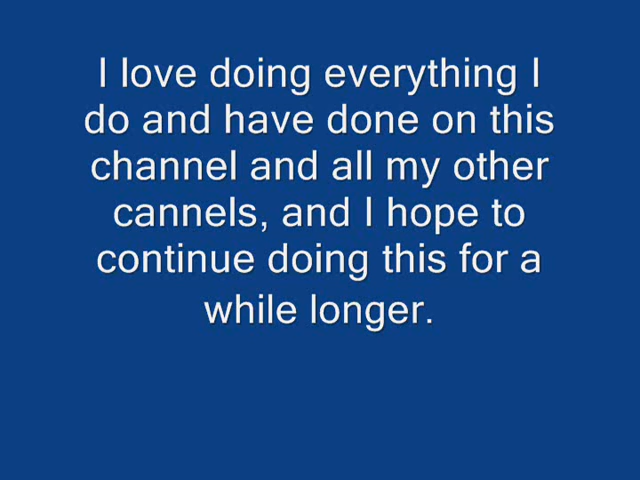 I love doing everything I
do and have done on this
channel and all my other
cannels, and I hope to
continue doing this for a
while longer.